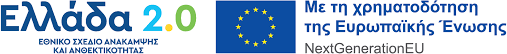 Ελλάδα 2.0
ΕΘΝΙΚΟ ΣΧΕΔΙΟ ΑΝΑΚΑΜΨΗΣ
ΚΑΙ ΑΝΘΕΚΤΙΚΟΤΗΤΑΣ
Με τη χρηματοδότηση
της Ευρωπαϊκής Ένωσης
NextGenerationEU